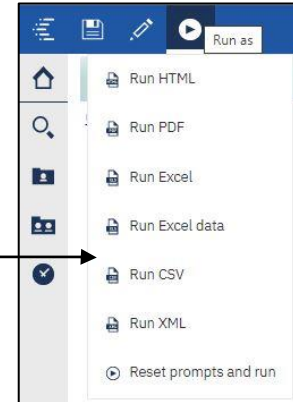 Run as
Run HTML
Run PDF
Run Excel
Run Excel data
Run CSV
Run XML
Reset prompts and run